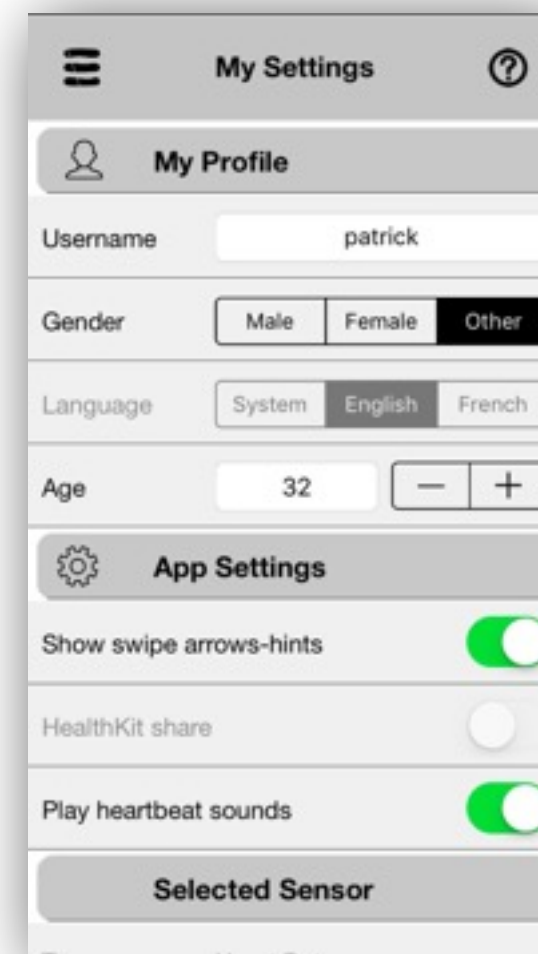 My Settings ?
My Profile
Username patrick
Gender Male Female Other
Language System English French
Age 32 − +
App Settings
Show swipe arrows-hints
HealthKit share
Play heartbeat sounds
Selected Sensor